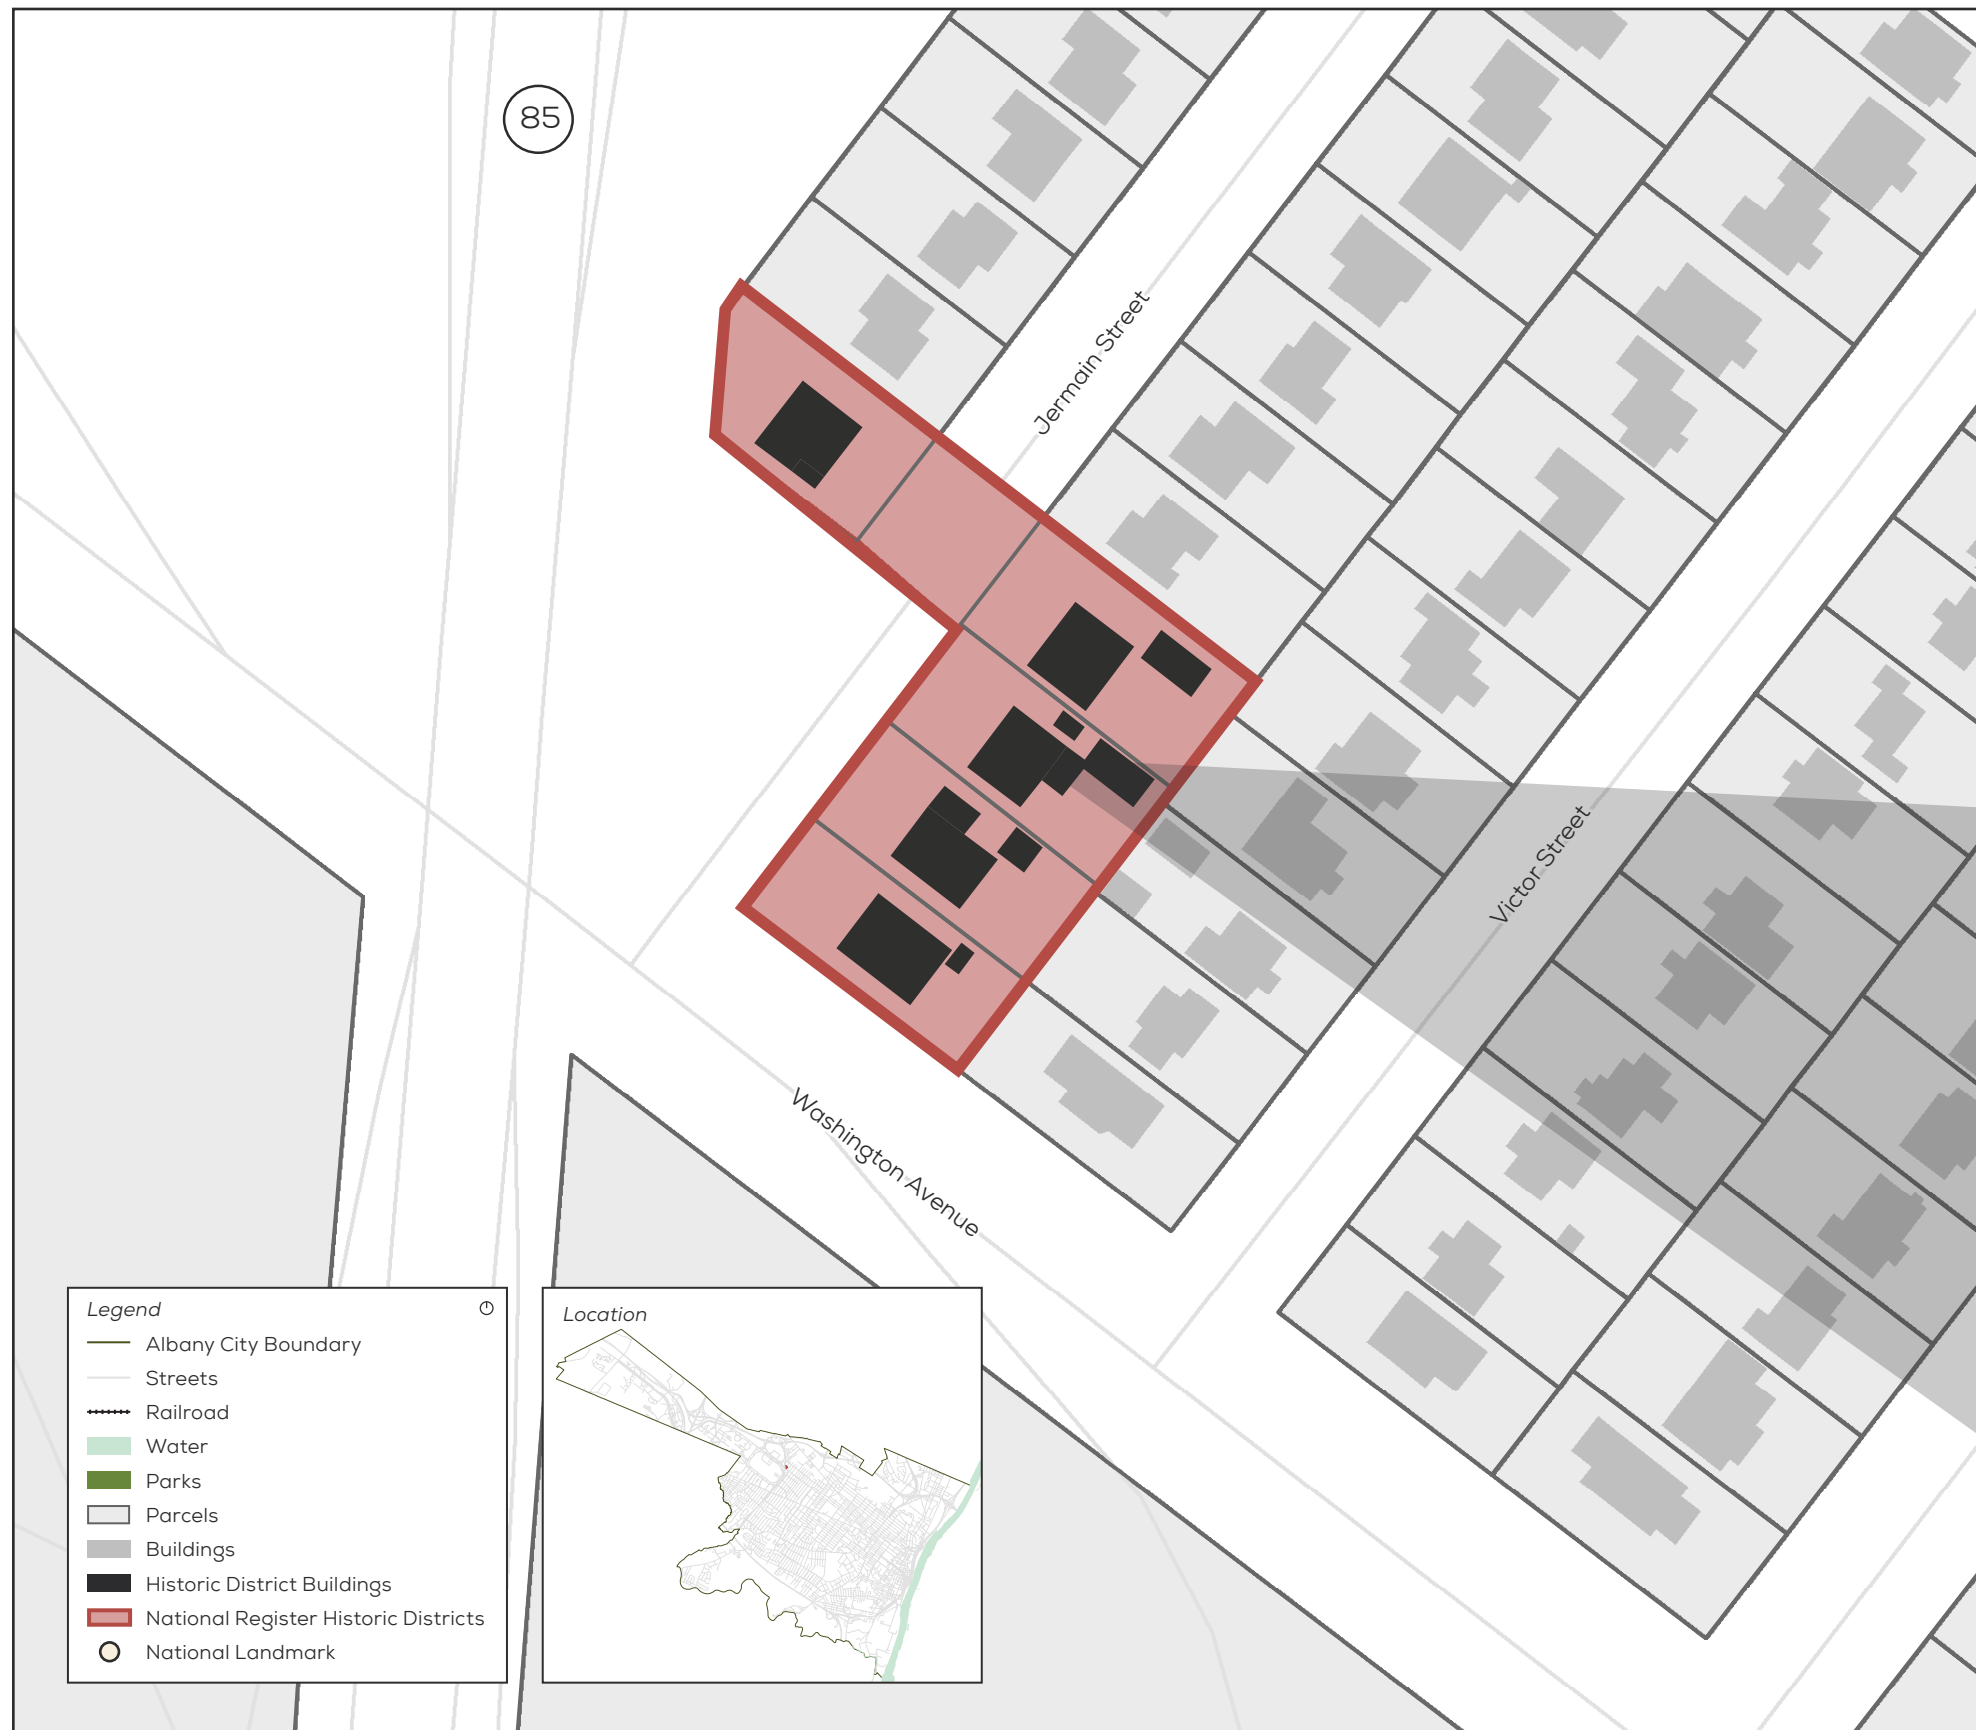 85
Jermain Street
Victor Street
Washington Avenue
Legend
Albany City Boundary
Streets
Railroad
Water
Parks
Parcels
Buildings
Historic District Buildings
National Register Historic Districts
National Landmark
Location